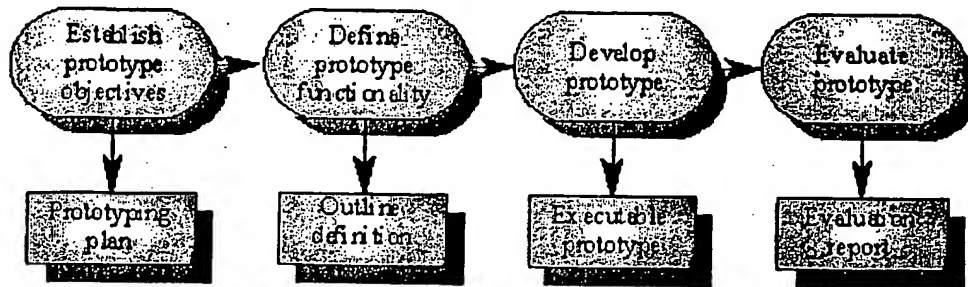 Establish
prototype
objectives
Define
prototype
functionality
Develop
prototype
Evaluate
prototype
Prototyping
plan
Outline
definition
Executable
prototype
Evaluation
report